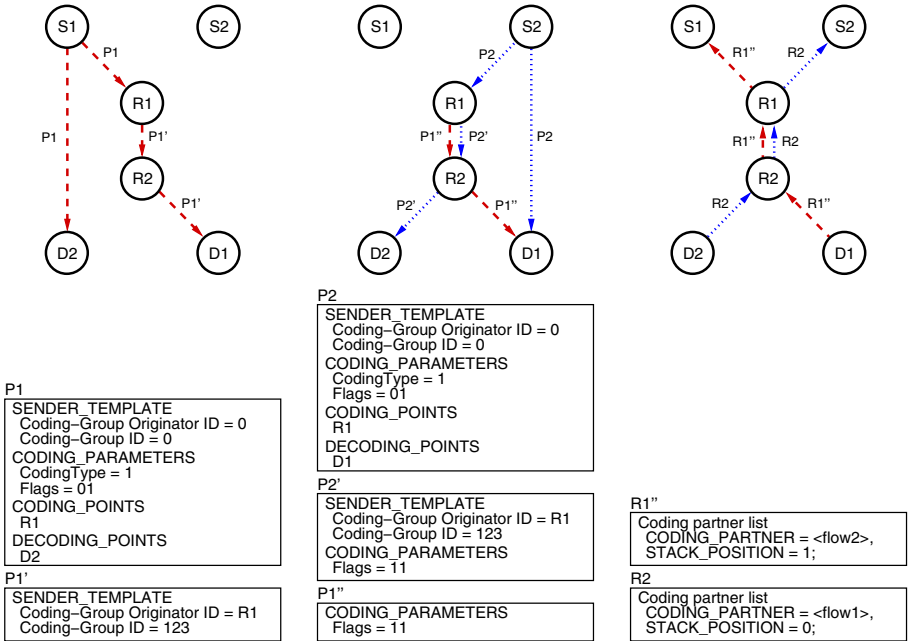 S1
S2
P1
R1
P1
P1'
R2
P1'
D2
D1
S1
S2
P2
R1
P1''
P2'
P2
R2
P2'
P1''
D2
D1
S1
S2
R1''
R2
R1
R1''
R2
R2
R2
R1''
D2
D1
P1
SENDER_TEMPLATE
Coding–Group Originator ID = 0
Coding–Group ID = 0
CODING_PARAMETERS
CodingType = 1
Flags = 01
CODING_POINTS
R1
DECODING_POINTS
D2
P1'
SENDER_TEMPLATE
Coding–Group Originator ID = R1
Coding–Group ID = 123
P2
SENDER_TEMPLATE
Coding–Group Originator ID = 0
Coding–Group ID = 0
CODING_PARAMETERS
CodingType = 1
Flags = 01
CODING_POINTS
R1
DECODING_POINTS
D1
P2'
SENDER_TEMPLATE
Coding–Group Originator ID = R1
Coding–Group ID = 123
CODING_PARAMETERS
Flags = 11
P1''
CODING_PARAMETERS
Flags = 11
R1''
Coding partner list
CODING_PARTNER = <flow2>,
STACK_POSITION = 1;
R2
Coding partner list
CODING_PARTNER = <flow1>,
STACK_POSITION = 0;